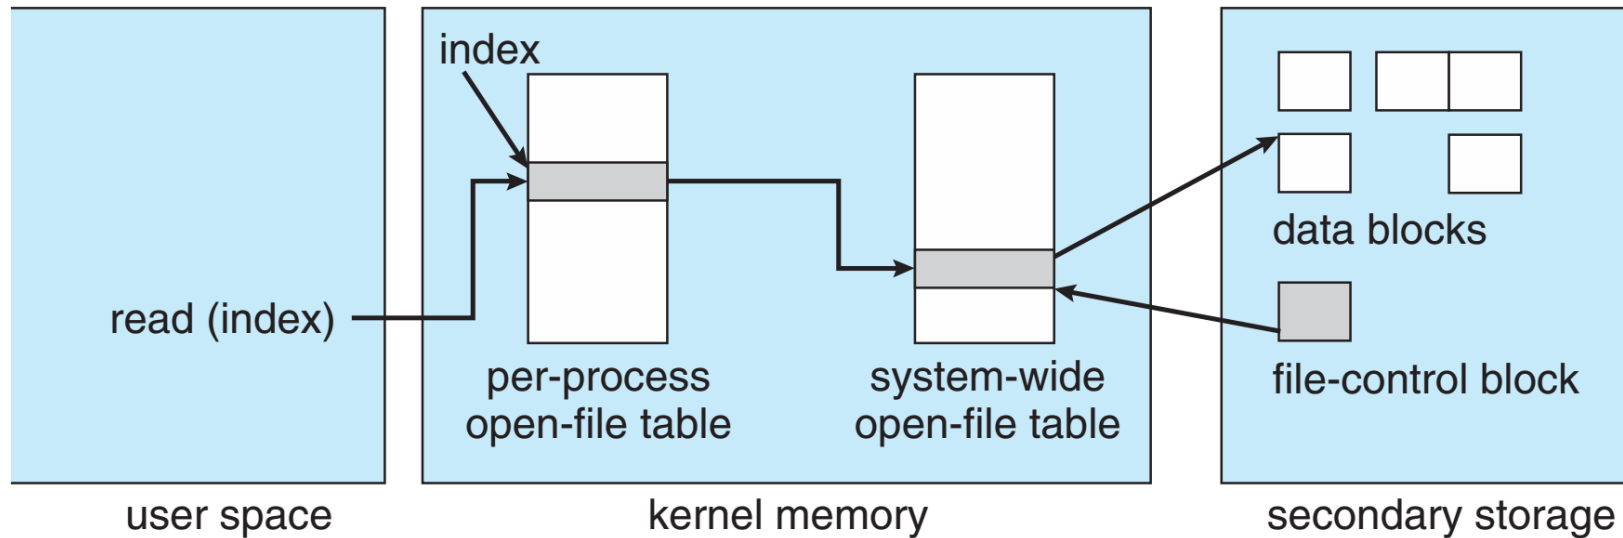 index
read (index)
per-process
open-file table
system-wide
open-file table
data blocks
file-control block
user space
kernel memory
secondary storage